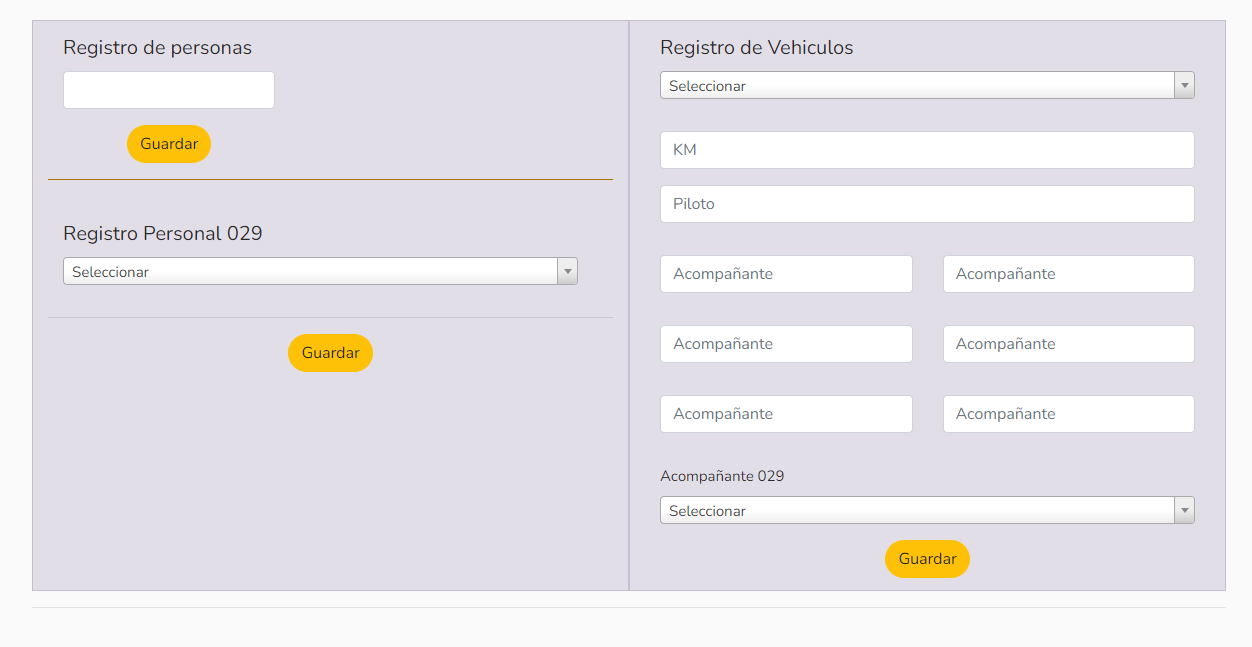 Registro de personas
Guardar
Registro Personal 029
Seleccionar
Guardar
Registro de Vehiculos
Seleccionar
KM
Piloto
Acompañante Acompañante
Acompañante Acompañante
Acompañante Acompañante
Acompañante 029
Seleccionar
Guardar